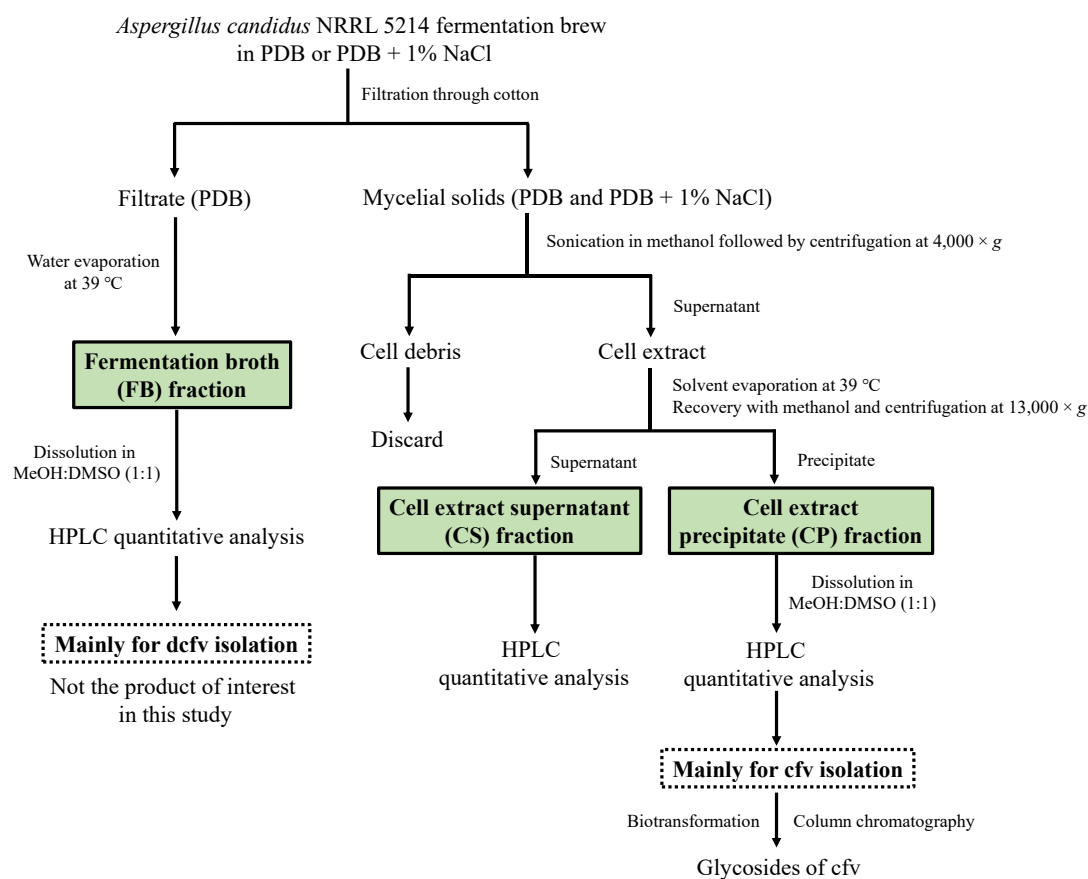 Aspergillus candidus NRRL 5214 fermentation brew
in PDB or PDB + 1% NaCl
Filtration through cotton
Filtrate (PDB)
Mycelial solids (PDB and PDB + 1% NaCl)
Water evaporation
at 39 ℃
Sonication in methanol followed by centrifugation at 4,000 × g
Supernatant
Fermentation broth
(FB) fraction
Cell debris
Cell extract
Solvent evaporation at 39 ℃
Recovery with methanol and centrifugation at 13,000 × g
Discard
Dissolution in
MeOH:DMSO (1:1)
Supernatant
Precipitate
Cell extract supernatant
(CS) fraction
Cell extract
precipitate (CP) fraction
HPLC quantitative analysis
Dissolution in
MeOH:DMSO (1:1)
Mainly for dcfv isolation
Not the product of interest
in this study
HPLC
quantitative analysis
HPLC
quantitative analysis
Mainly for cfv isolation
Biotransformation
Column chromatography
Glycosides of cfv